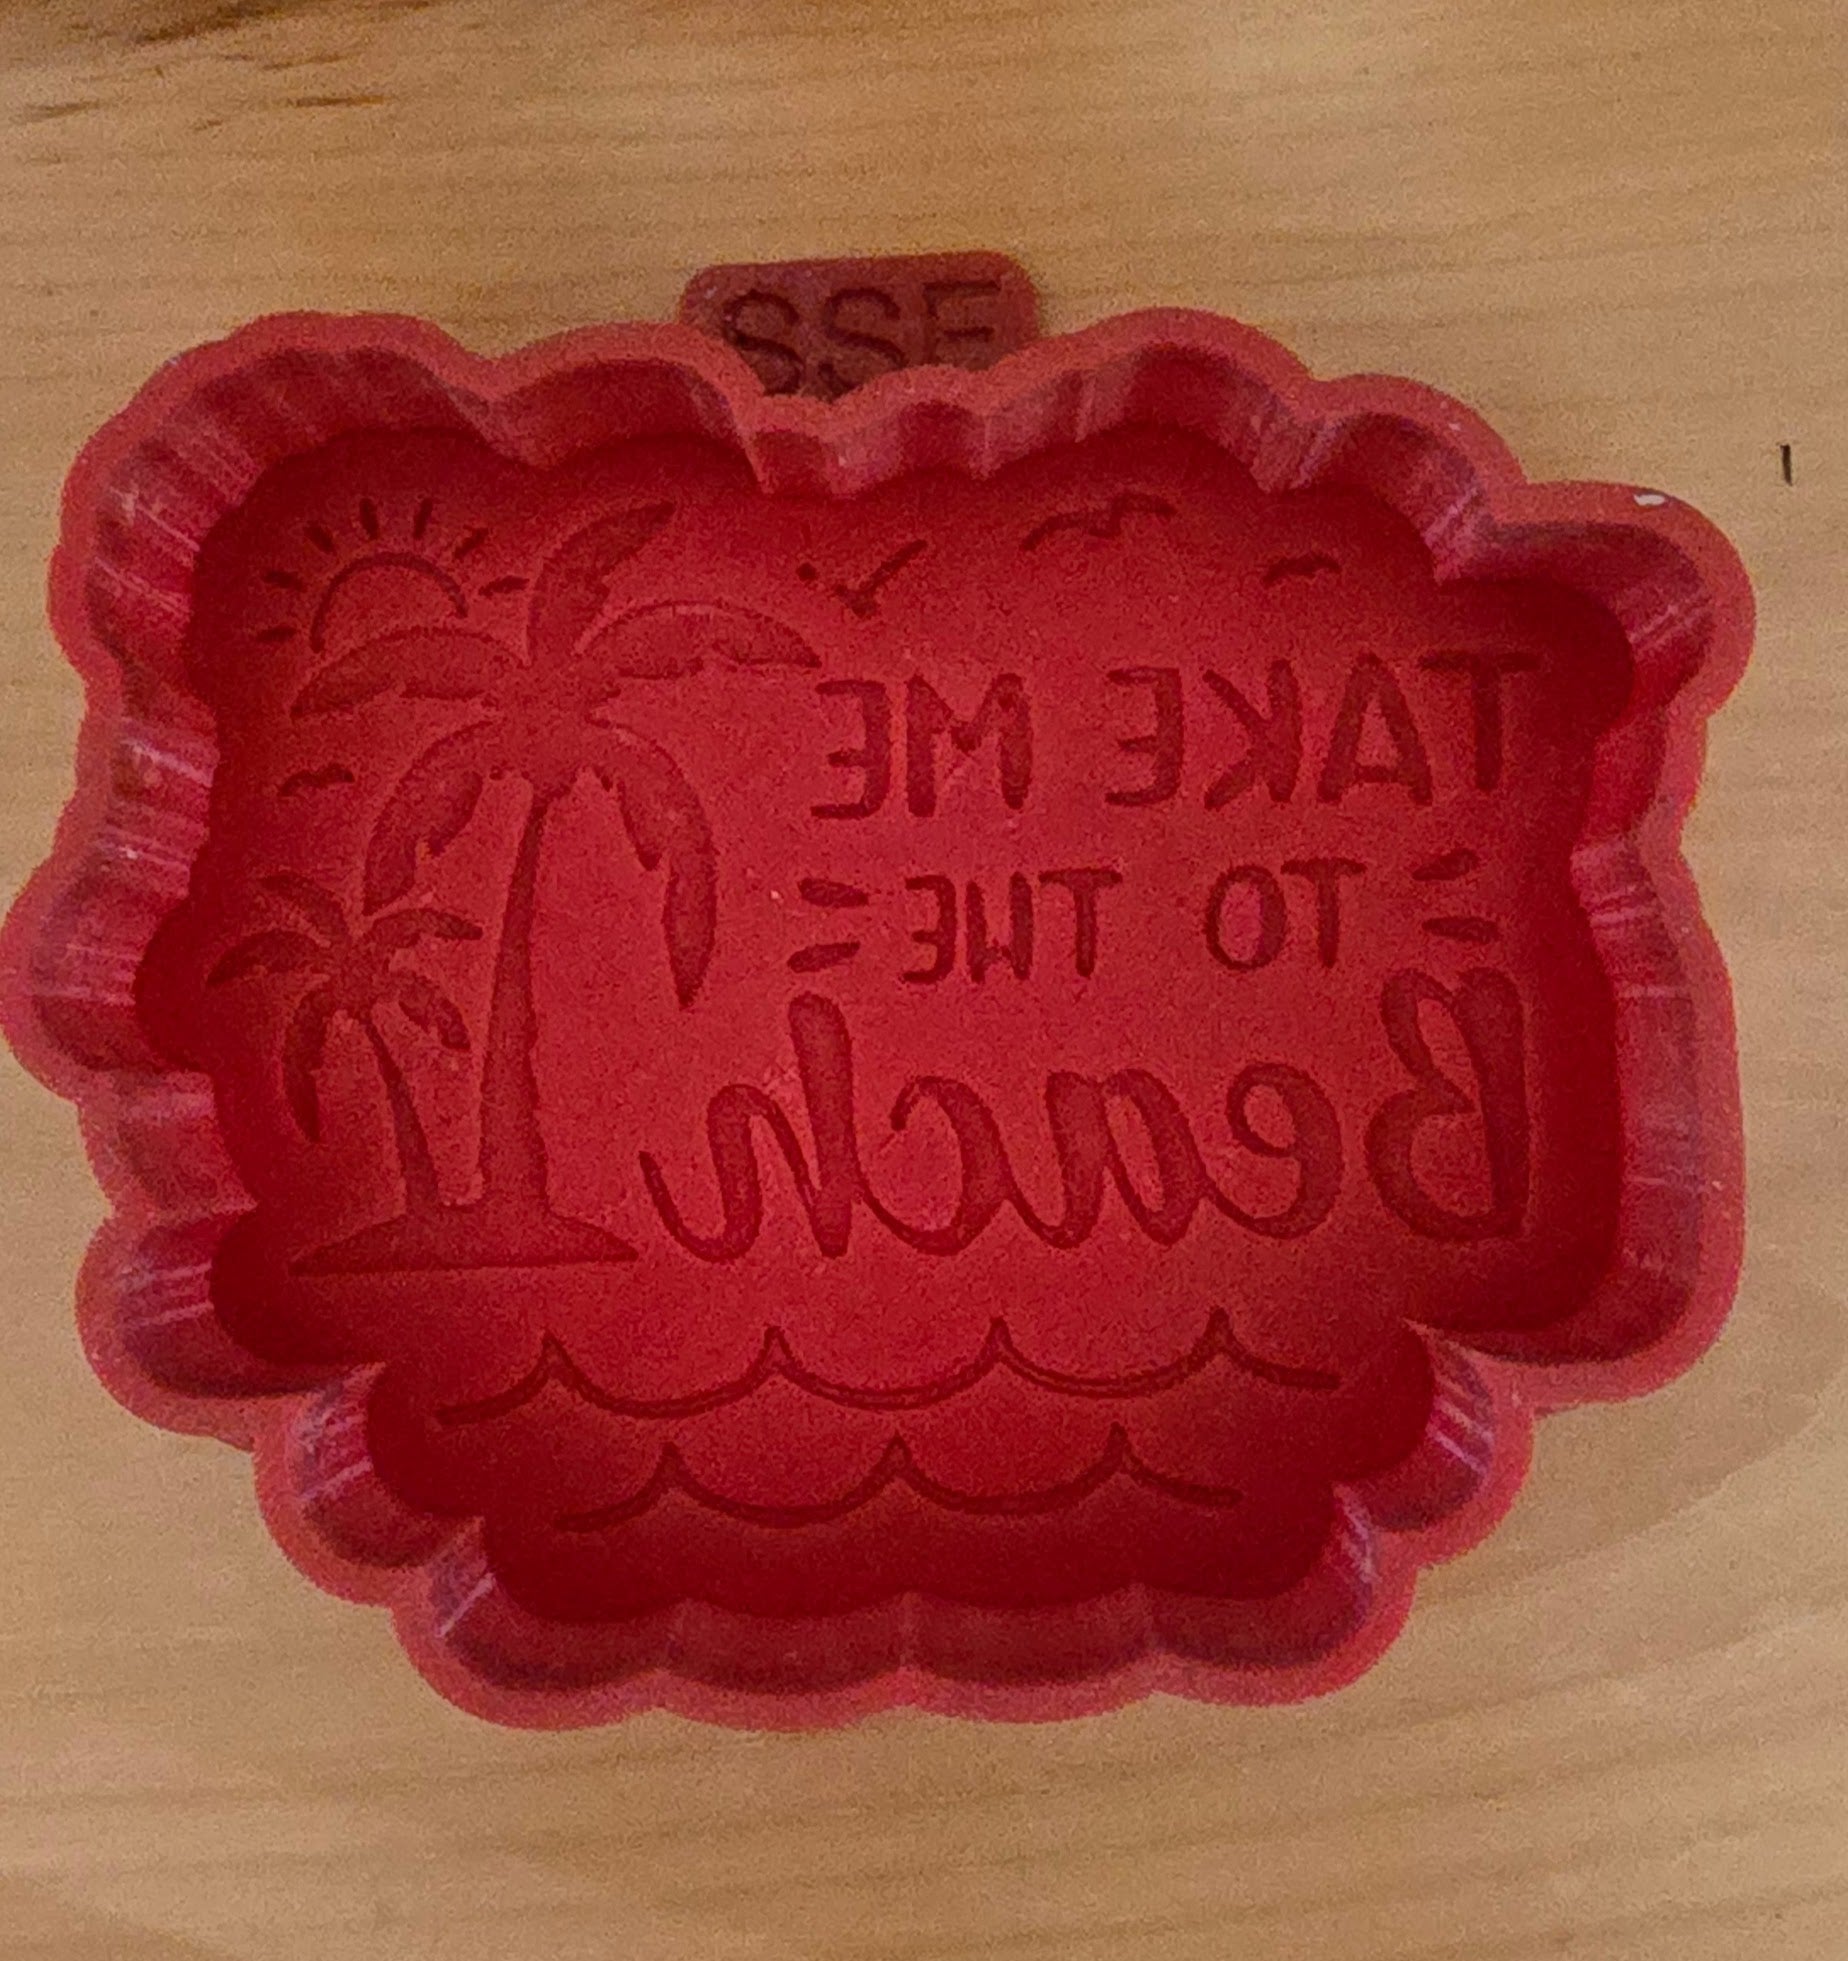 SSF
TAKE ME
TO THE
Beach